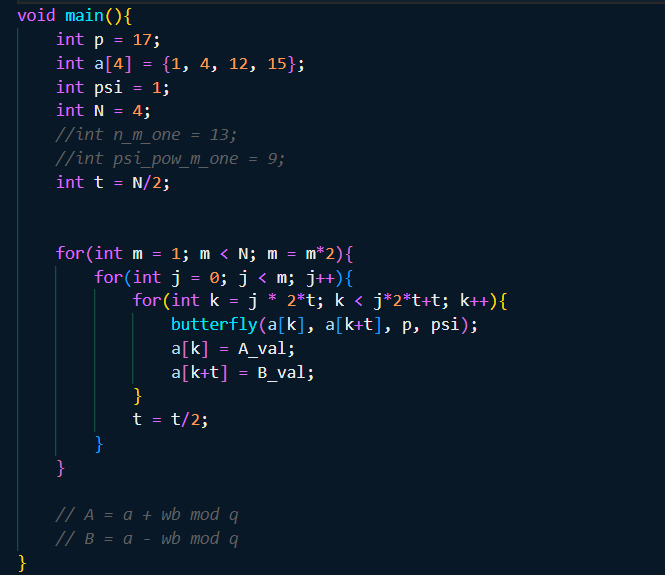 void main(){
    int p = 17;
    int a[4] = {1, 4, 12, 15};
    int psi = 1;
    int N = 4;
    //int n_m_one = 13;
    //int psi_pow_m_one = 9;
    int t = N/2;
    for(int m = 1; m < N; m = m*2){
        for(int j = 0; j < m; j++){
            for(int k = j * 2*t; k < j*2*t+t; k++){
                butterfly(a[k], a[k+t], p, psi);
                a[k] = A_val;
                a[k+t] = B_val;
            }
            t = t/2;
        }
    }
    // A = a + wb mod q
    // B = a - wb mod q
}